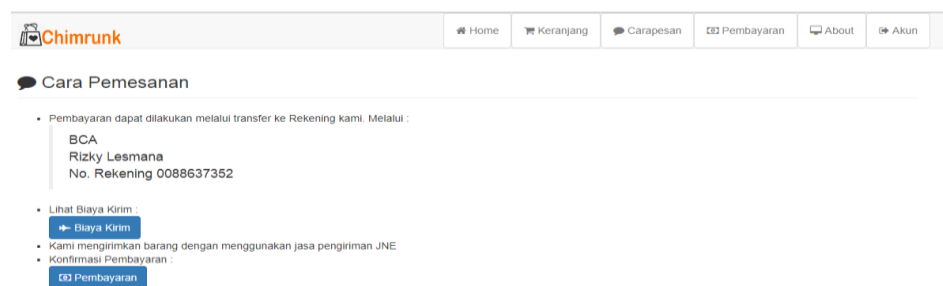 Chimrunk
Home Keranjang Carapesan Pembayaran About Akun
Cara Pemesanan
Pembayaran dapat dilakukan melalui transfer ke Rekening kami. Melalui :
BCA
Rizky Lesmana
No. Rekening 0088637352
Lihat Biaya Kirim :
Biaya Kirim
Kami mengirimkan barang dengan menggunakan jasa pengiriman JNE
Konfirmasi Pembayaran :
Pembayaran